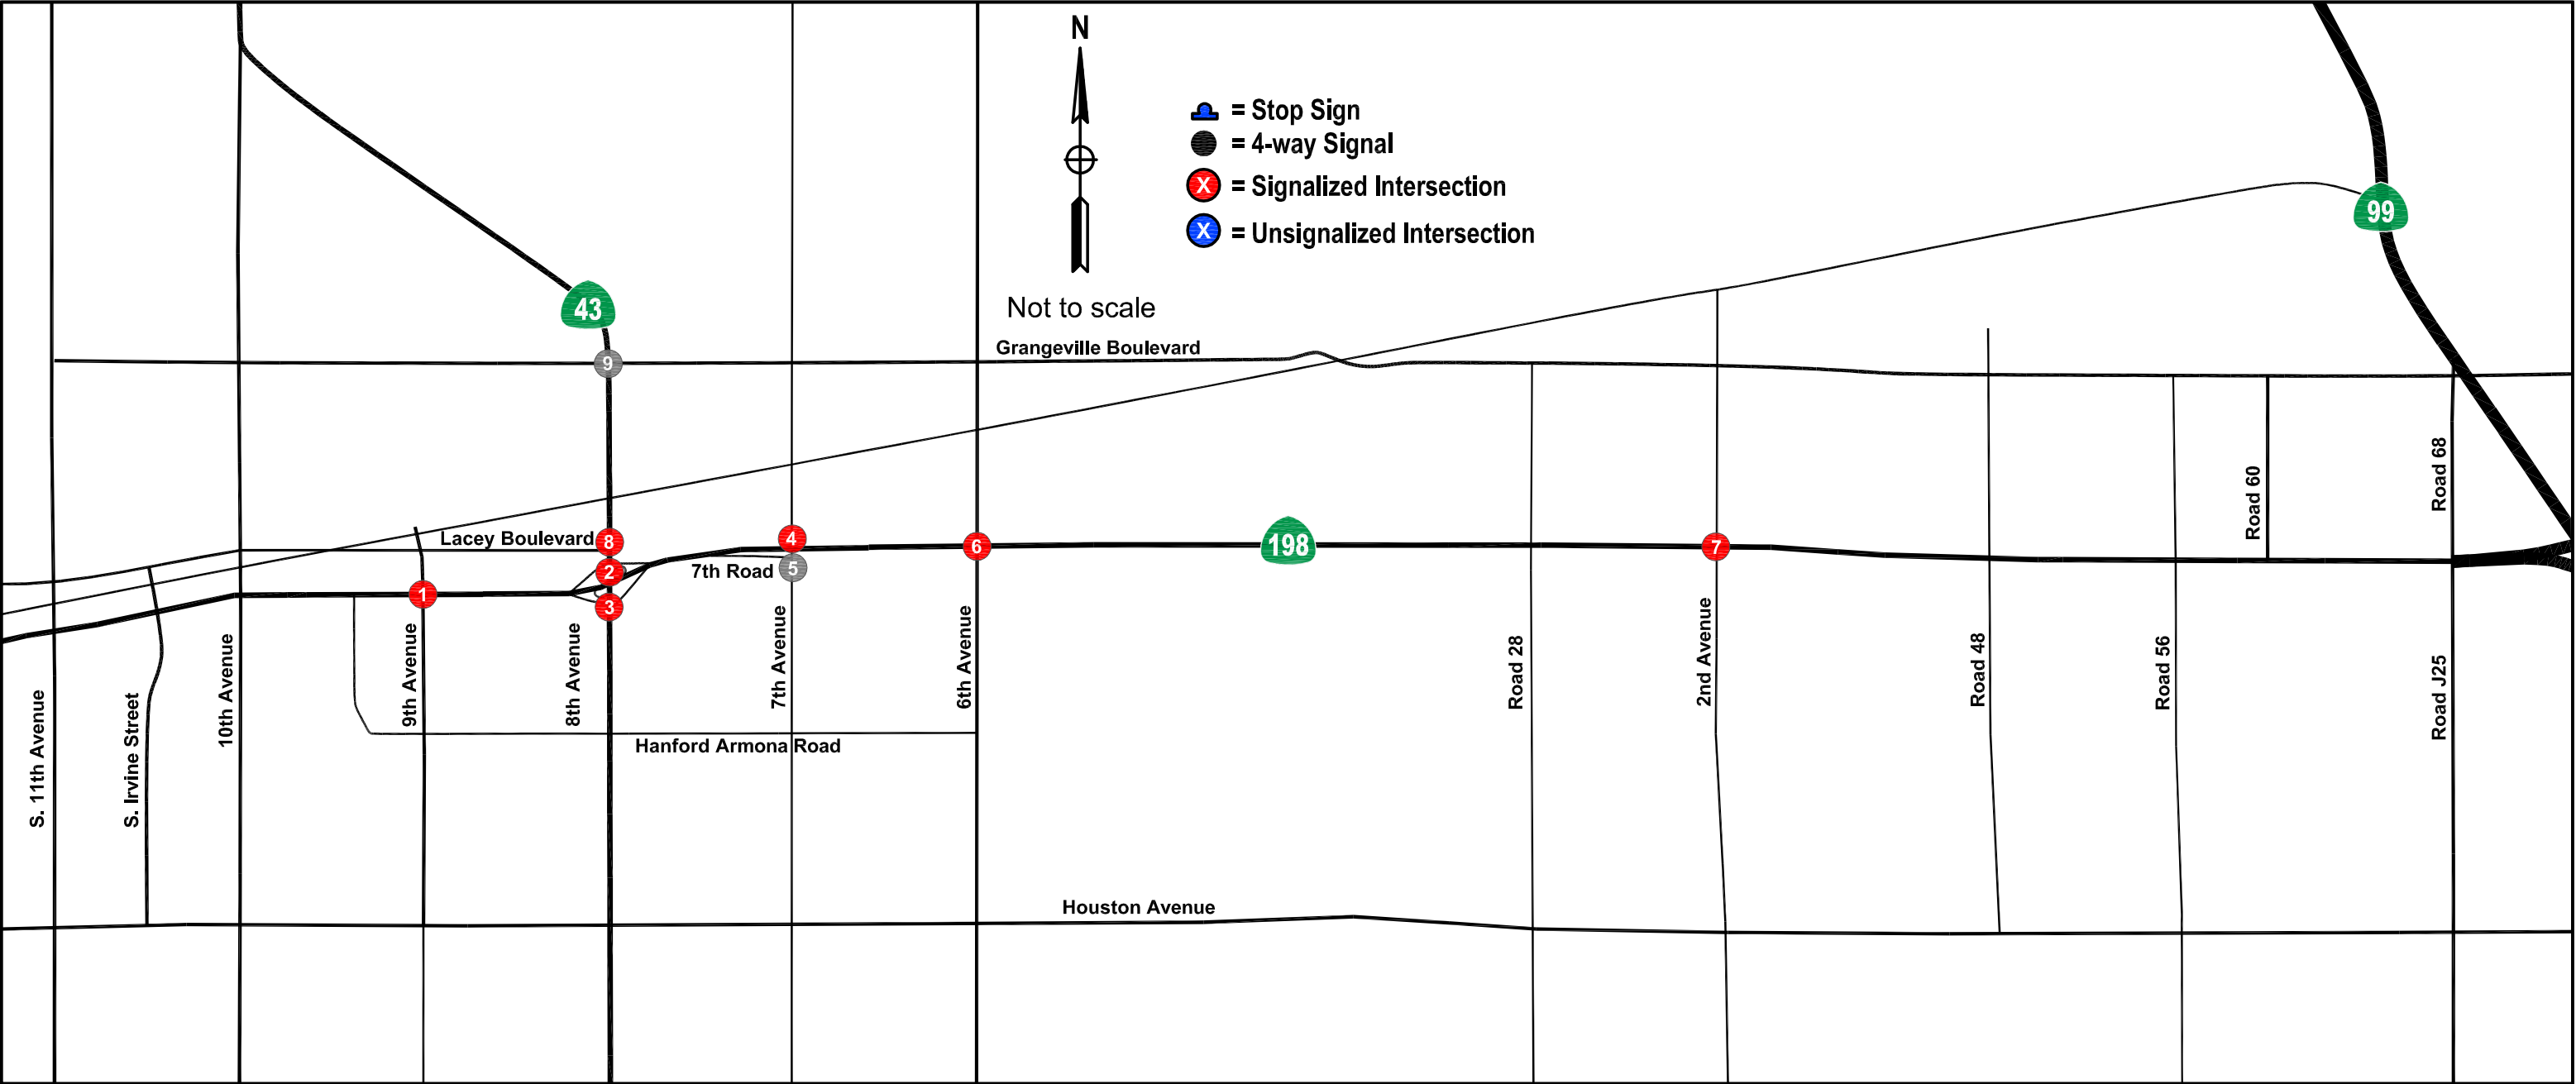 N
= Stop Sign
= 4-way Signal
X = Signalized Intersection
X = Unsignalized Intersection
Not to scale
99
43
9
Grangeville Boulevard
Lacey Boulevard
8
4
6
198
7
2
7th Road
5
1
3
Road 60
Road 68
S. 11th Avenue
S. Irvine Street
10th Avenue
9th Avenue
8th Avenue
7th Avenue
6th Avenue
Road 28
2nd Avenue
Road 48
Road 56
Road J25
Hanford Armona Road
Houston Avenue